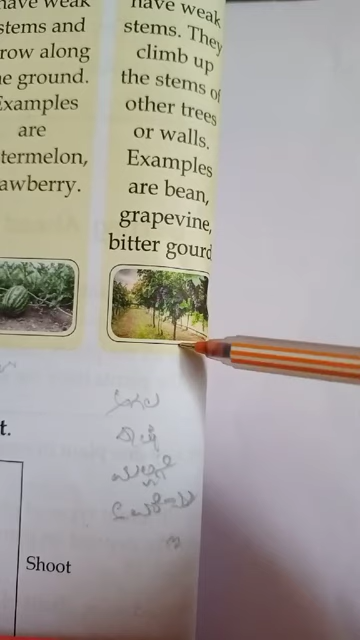 have weak
stems and
row along
e ground.
Examples
are
termelon,
awberry.
have weak
stems. They
climb up
the stems of
other trees
or walls.
Examples
are bean,
grapevine,
bitter gourd
t.
Shoot